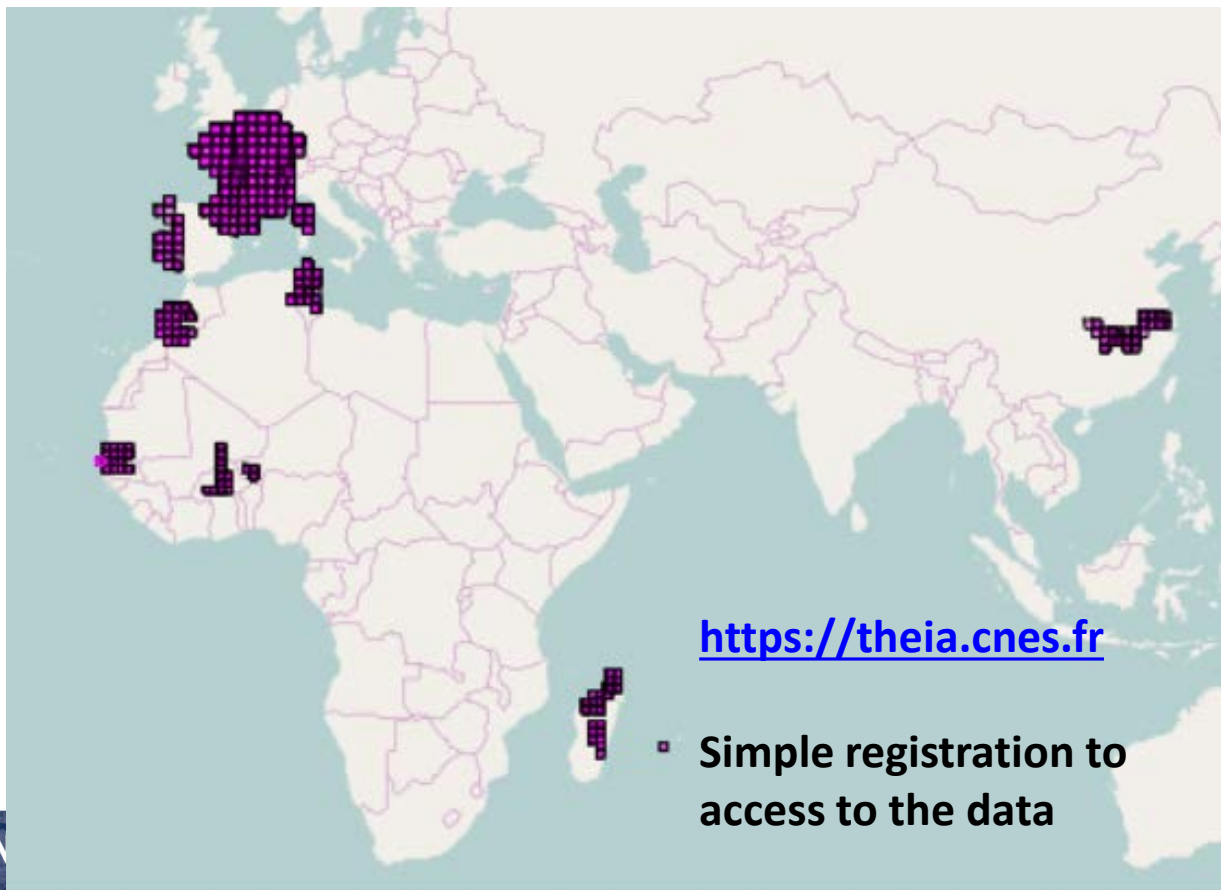 https://theia.cnes.fr
Simple registration to
access to the data